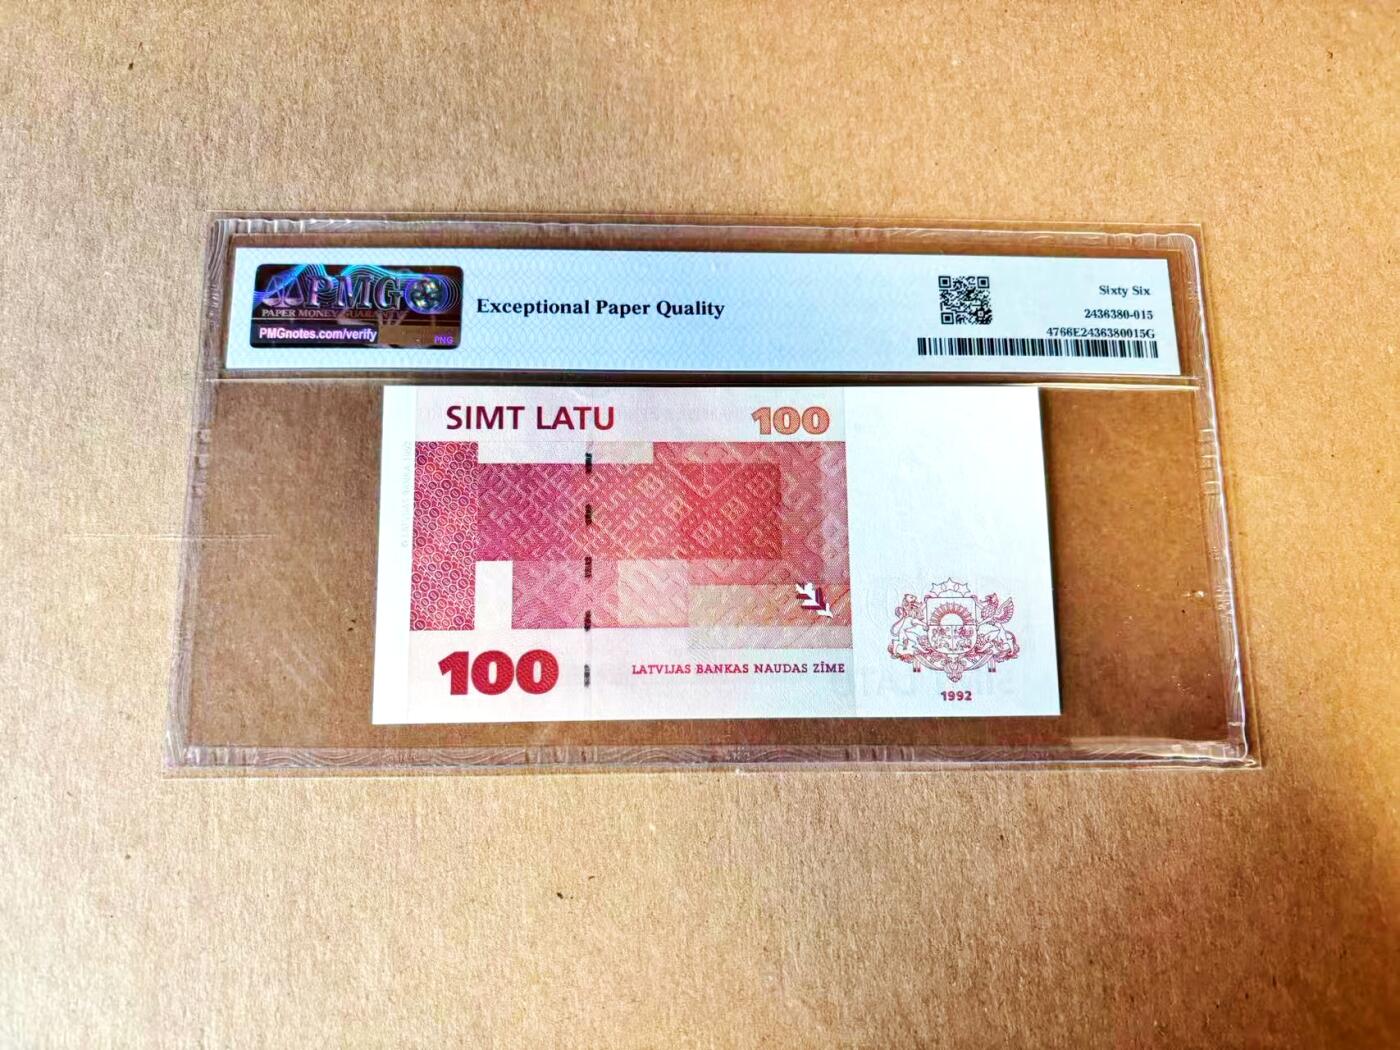 PMG
PAPER MONEY GUARANTY
PMGnotes.com/verify
PNG
Exceptional Paper Quality
Sixty Six
2436380-015
4766E2436380015G
SIMT LATU
100
100
LATVIJAS BANKAS NAUDAS ZĪME
1992